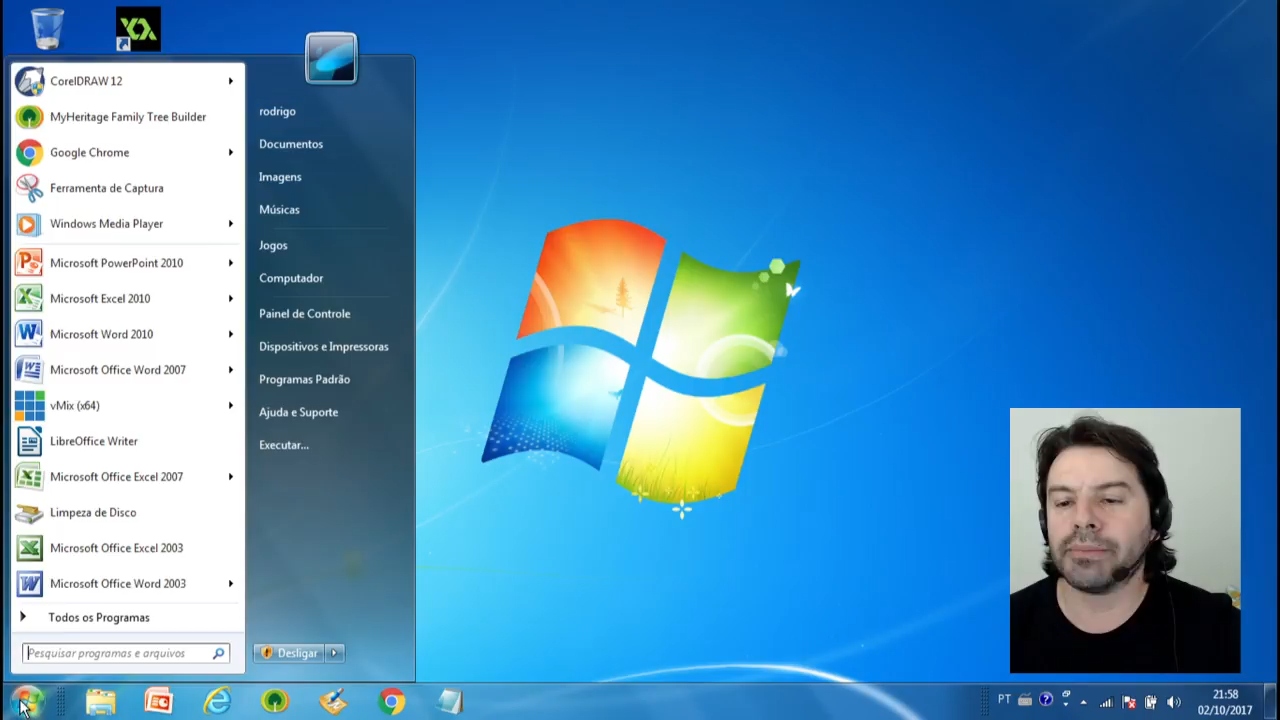 CorelDRAW 12
MyHeritage Family Tree Builder
Google Chrome
Ferramenta de Captura
Windows Media Player
Microsoft PowerPoint 2010
Microsoft Excel 2010
Microsoft Word 2010
Microsoft Office Word 2007
vMix (x64)
LibreOffice Writer
Microsoft Office Excel 2007
Limpeza de Disco
Microsoft Office Excel 2003
Microsoft Office Word 2003
Todos os Programas
Pesquisar programas e arquivos
rodrigo
Documentos
Imagens
Músicas
Jogos
Computador
Painel de Controle
Dispositivos e Impressoras
Programas Padrão
Ajuda e Suporte
Executar...
Desligar
PT
21:58
02/10/2017